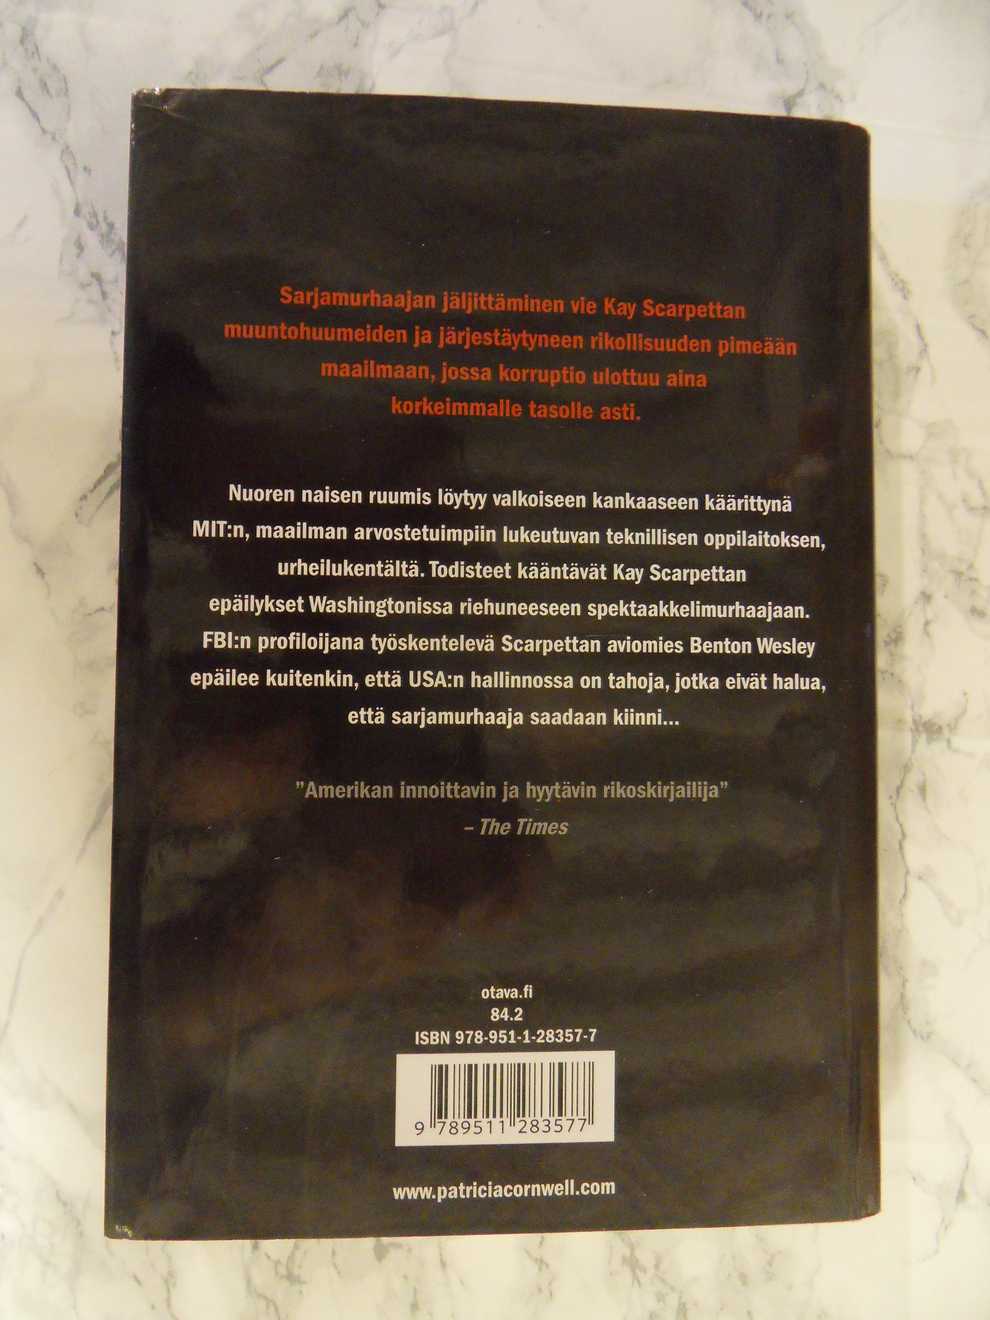 Sarjamurhaajan jäljittäminen vie Kay Scarpettan
muuntohuumeiden ja järjestäytyneen rikollisuuden pimeään
maailmaan, jossa korruptio ulottuu aina
korkeimmalle tasolle asti.
Nuoren naisen ruumis löytyy valkoiseen kankaaseen käärittynä
MIT:n, maailman arvostetuimpiin lukeutuvan teknillisen oppilaitoksen,
urheilukentältä. Todisteet kääntävät Kay Scarpettan
epäilykset Washingtonissa riehuneeseen spektaakkelimurhaajaan.
FBI:n profiloijana työskentelevä Scarpettan aviomies Benton Wesley
epäilee kuitenkin, että USA:n hallinnossa on tahoja, jotka eivät halua,
että sarjamurhaaja saadaan kiinni...
”Amerikan innoittavin ja hyytävin rikoskirjailija”
– The Times
otava.fi
84.2
ISBN 978-951-1-28357-7
9 789511 283577
www.patriciacornwell.com